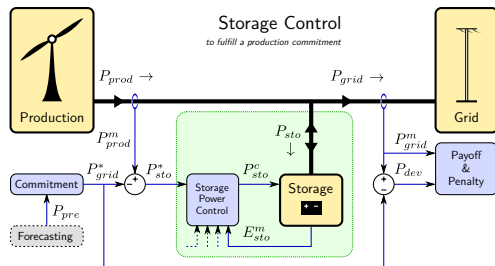 Storage Control
to fulfill a production commitment
P_prod →
P_grid →
Production
Grid
P^m_prod
P_sto
↓
P^m_grid
P^*_grid
P^*_sto
P^c_sto
P_dev
Payoff
&
Penalty
Commitment
− +
Storage
Power
Control
Storage
+ −
P_pre
E^m_sto
Forecasting